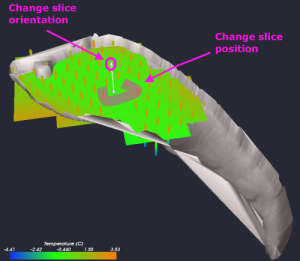 Change slice
orientation
Change slice
position
Temperature (C)
-4.41 -2.42 -0.440 1.55 3.53